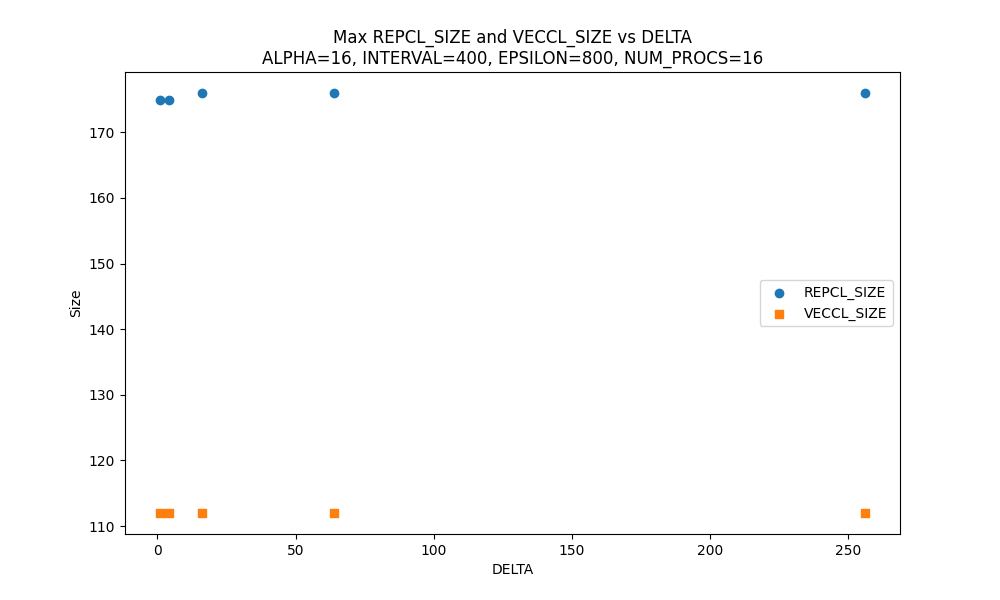 Max REPCL_SIZE and VECCL_SIZE vs DELTA
ALPHA=16, INTERVAL=400, EPSILON=800, NUM_PROCS=16
170
160
150
140
130
120
110
Size
REPCL_SIZE
VECCL_SIZE
0 50 100 150 200 250
DELTA